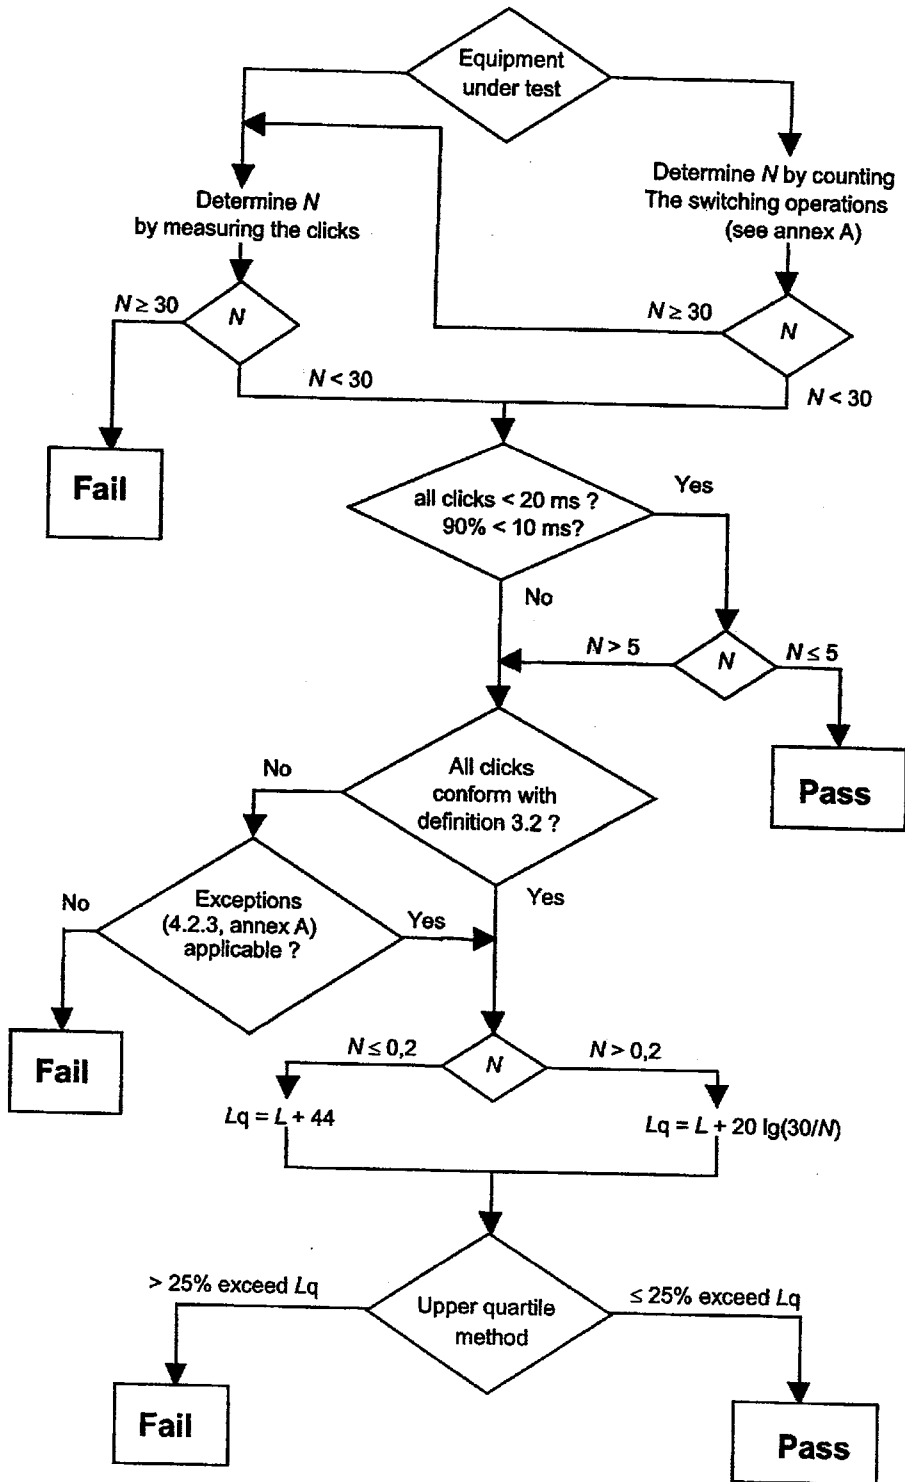 Equipment
under test
Determine N
by measuring the clicks
Determine N by counting
The switching operations
(see annex A)
N ≥ 30
N
N ≥ 30
N
N < 30
N < 30
Fail
all clicks < 20 ms ?
90% < 10 ms?
Yes
No
N > 5
N
N ≤ 5
Pass
No
All clicks
conform with
definition 3.2 ?
Yes
No
Exceptions
(4.2.3, annex A)
applicable ?
Yes
Fail
N ≤ 0,2
N
N > 0,2
Lq = L + 44
Lq = L + 20 lg(30/N)
> 25% exceed Lq
Upper quartile
method
≤ 25% exceed Lq
Fail
Pass